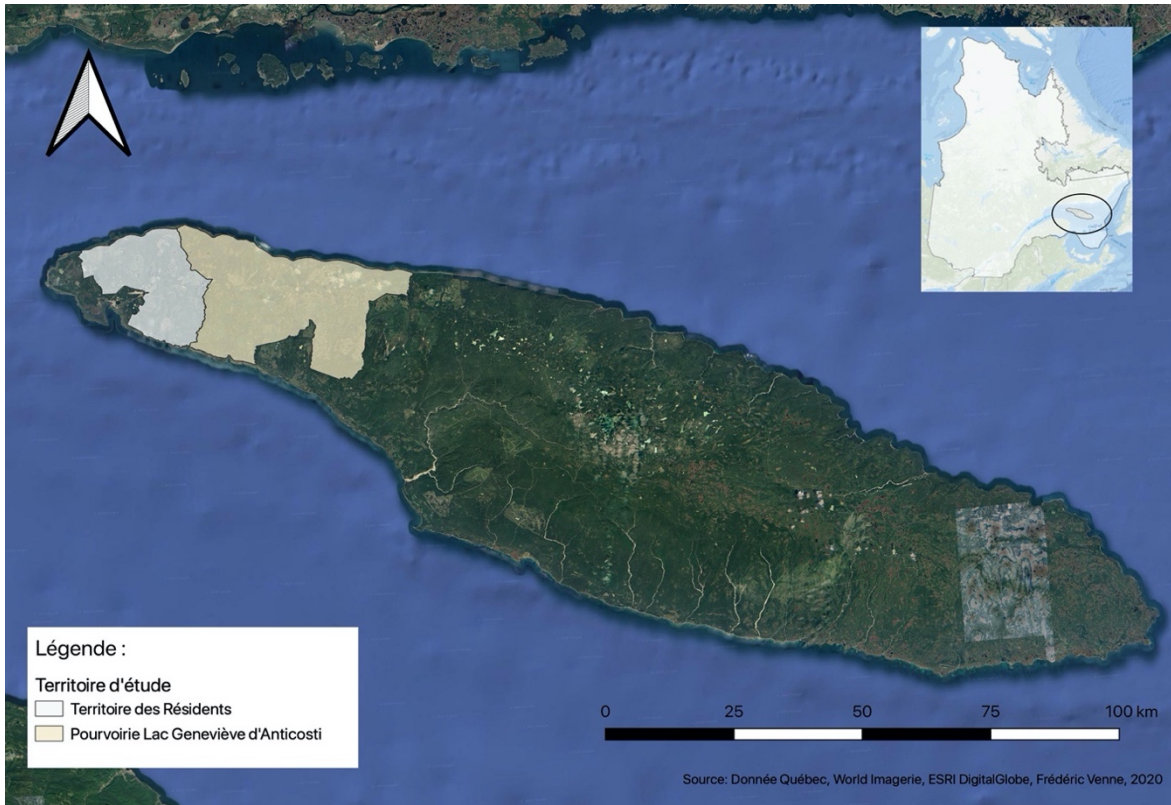 Légende :
Territoire d'étude
Territoire des Résidents
Pourvoirie Lac Geneviève d'Anticosti
0 25 50 75 100 km
Source: Donnée Québec, World Imagerie, ESRI DigitalGlobe, Frédéric Venne, 2020